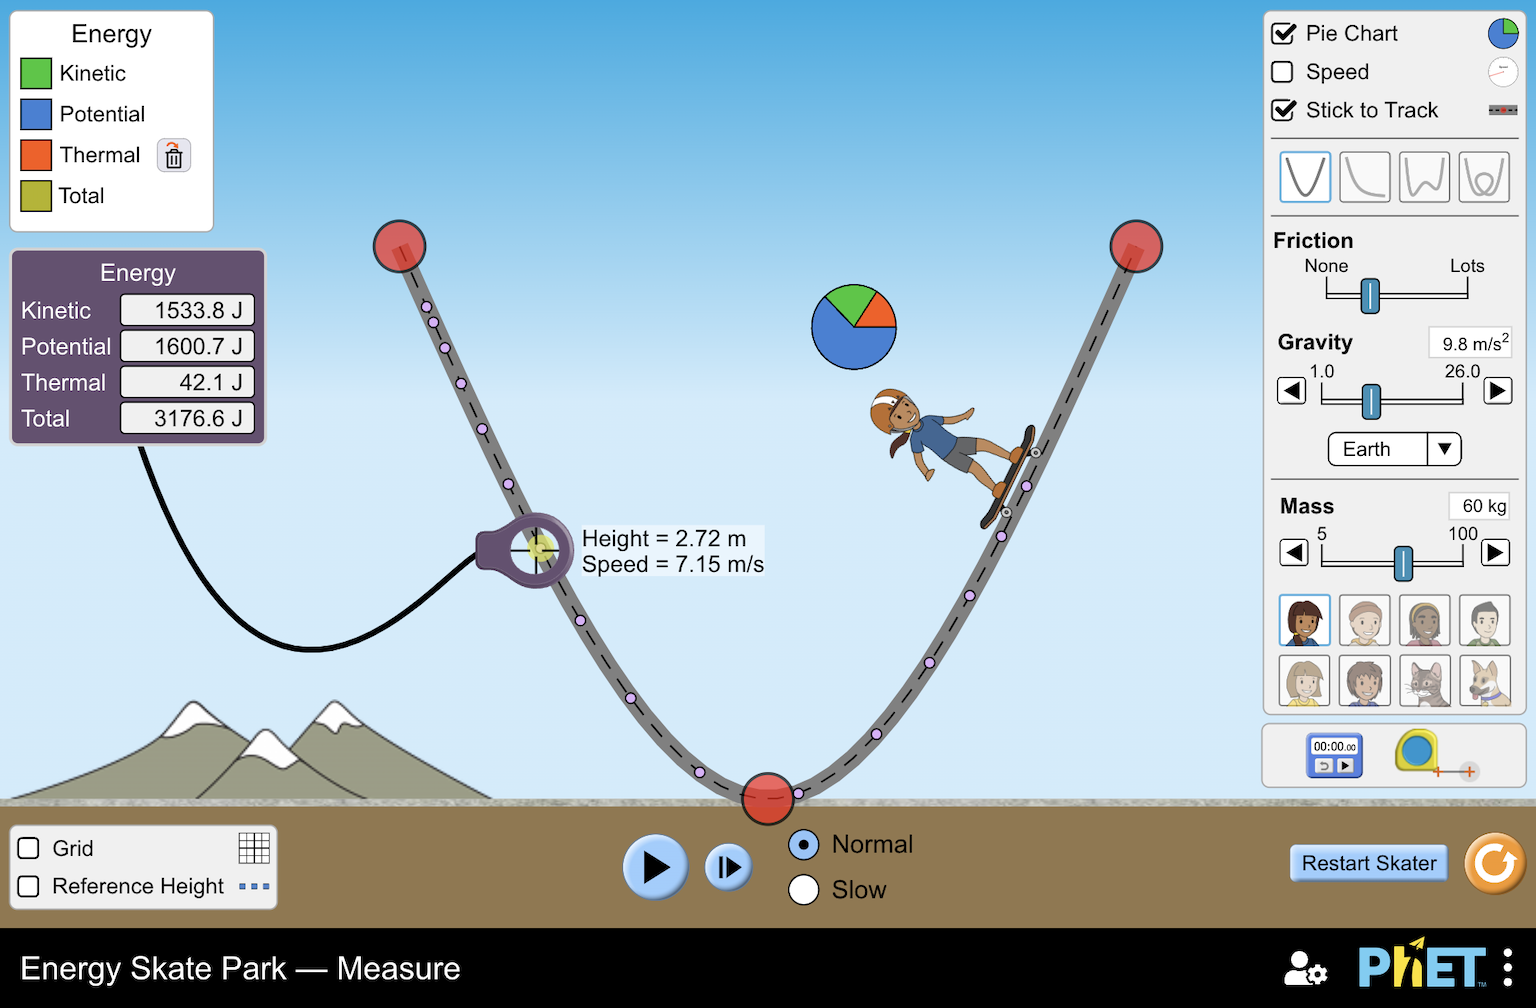 Energy
Kinetic
Potential
Thermal
Total
Energy
Kinetic 1533.8 J
Potential 1600.7 J
Thermal 42.1 J
Total 3176.6 J
Height = 2.72 m
Speed = 7.15 m/s
Pie Chart
Speed
Stick to Track
Friction
None Lots
Gravity 9.8 m/s²
1.0 26.0
Earth
Mass 60 kg
5 100
00:00.00
Grid
Reference Height
Normal
Slow
Restart Skater
Energy Skate Park — Measure
PhET™